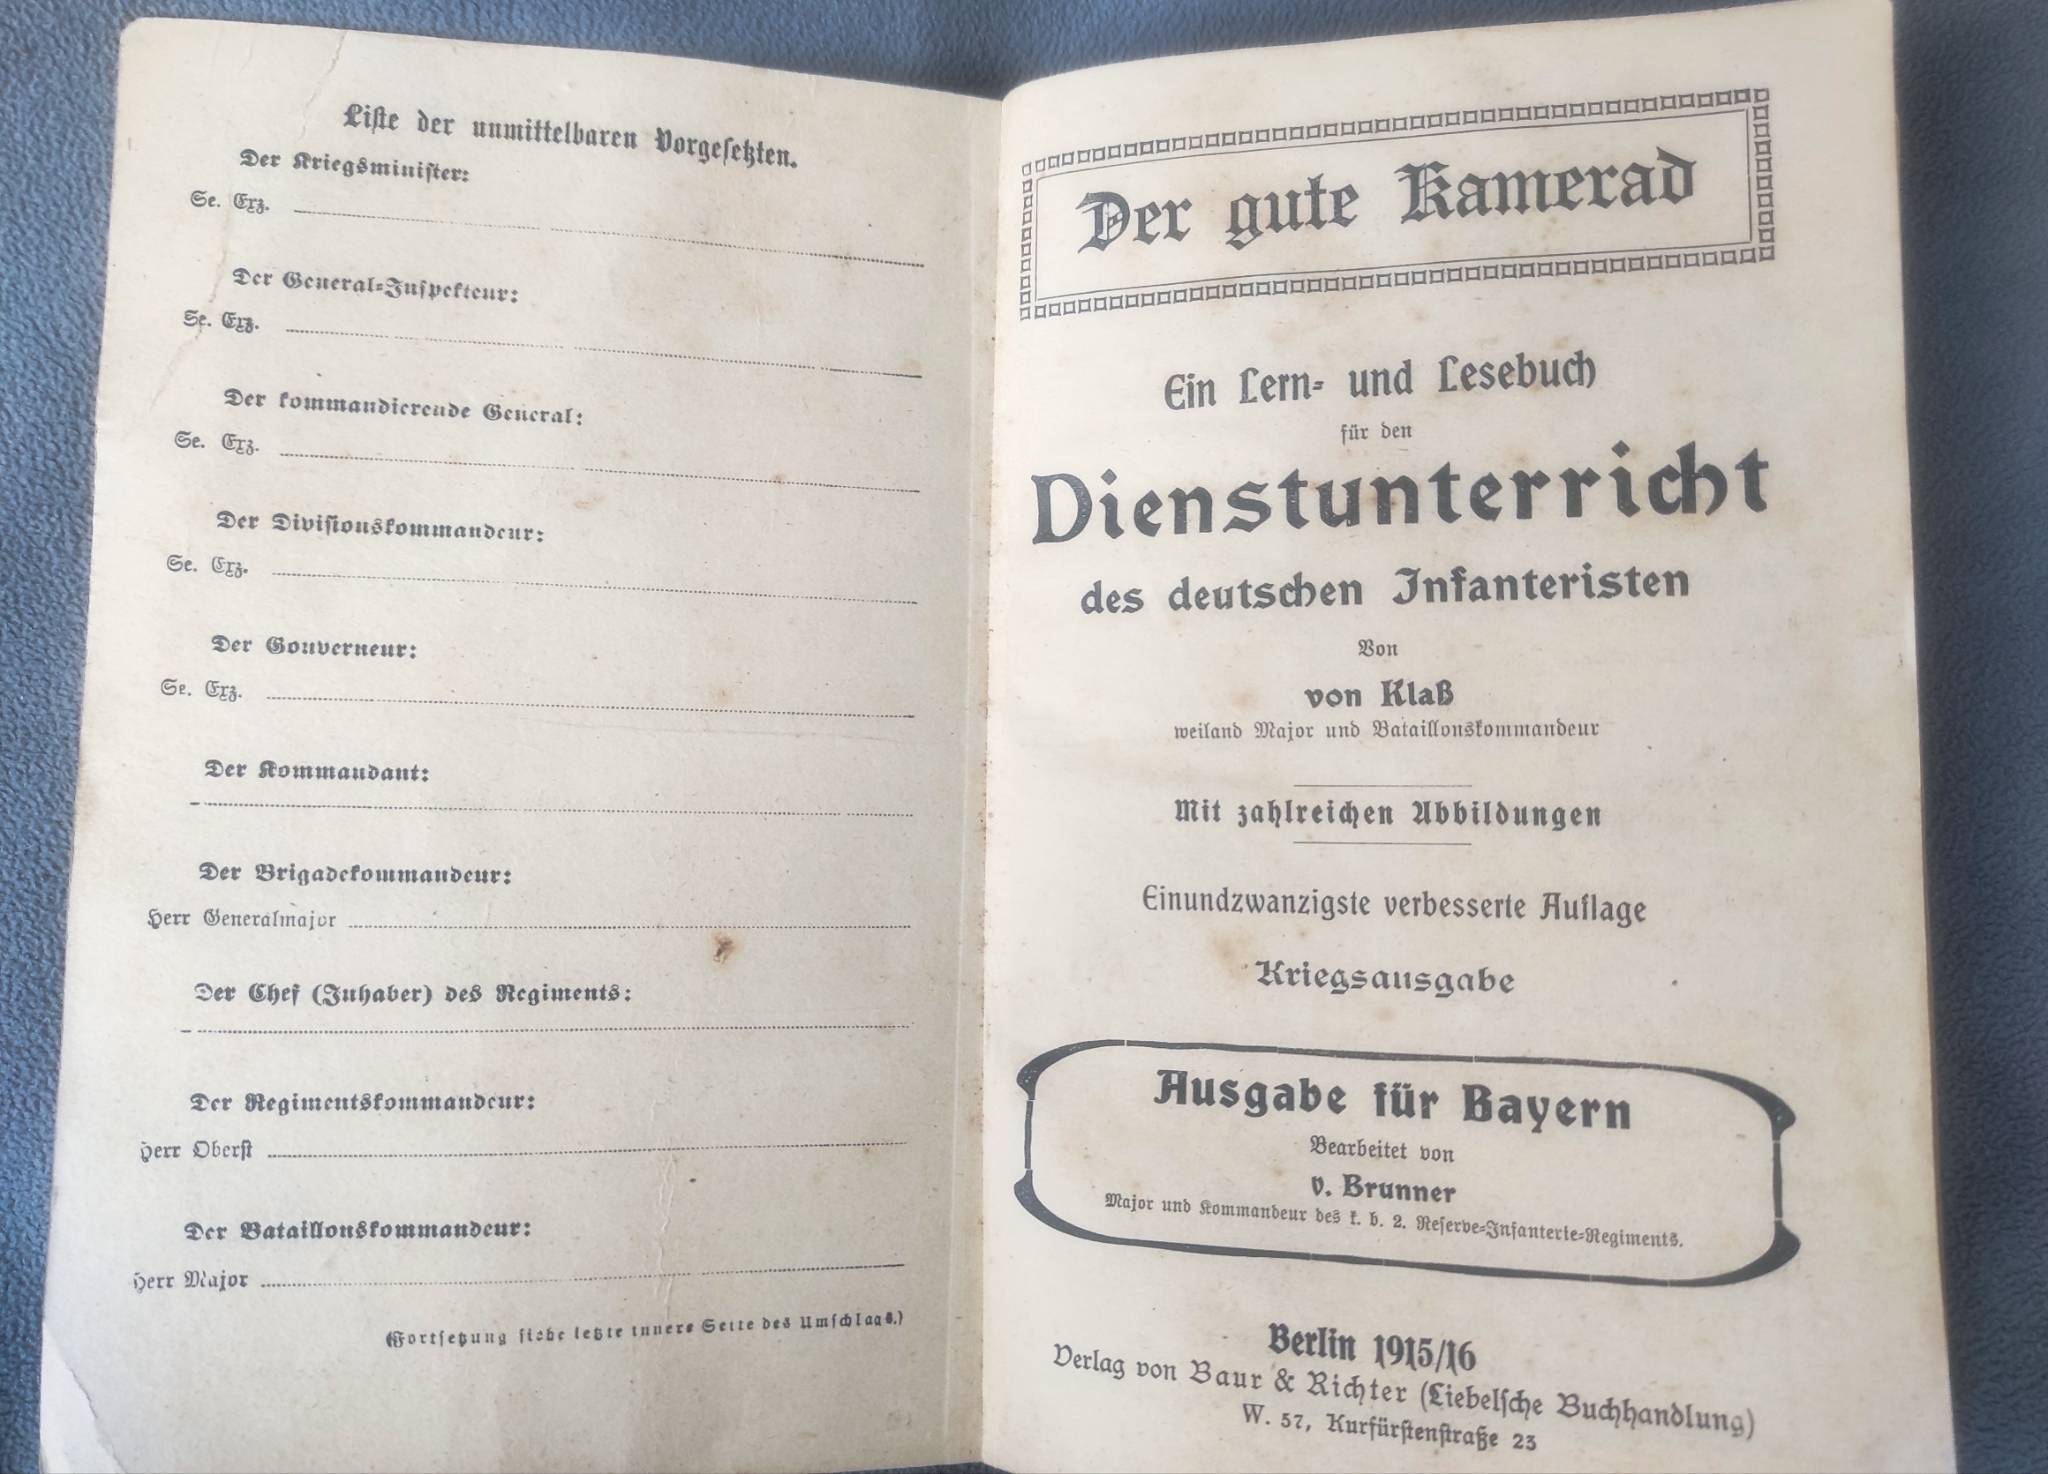 Liste der unmittelbaren Vorgesetzten.
Der Kriegsminister:
Se. Exz.
Der General-Inspekteur:
Se. Exz.
Der kommandierende General:
Se. Exz.
Der Divisionskommandeur:
Se. Exz.
Der Gouverneur:
Se. Exz.
Der Kommandant:
Der Brigadekommandeur:
Herr Generalmajor
Der Chef (Inhaber) des Regiments:
Der Regimentskommandeur:
Herr Oberst
Der Bataillonskommandeur:
Herr Major
(Fortsetzung siehe letzte innere Seite des Umschlags.)
Der gute Kamerad
Ein Lern- und Lesebuch
für den
Dienstunterricht
des deutschen Infanteristen
Von
von Klaß
weiland Major und Bataillonskommandeur
Mit zahlreichen Abbildungen
Einundzwanzigste verbesserte Auflage
Kriegsausgabe
Ausgabe für Bayern
Bearbeitet von
v. Brunner
Major und Kommandeur des k. b. 2. Reserve-Infanterie-Regiments.
Berlin 1915/16
Verlag von Baur & Richter (Liebelsche Buchhandlung)
W. 57, Kurfürstenstraße 23